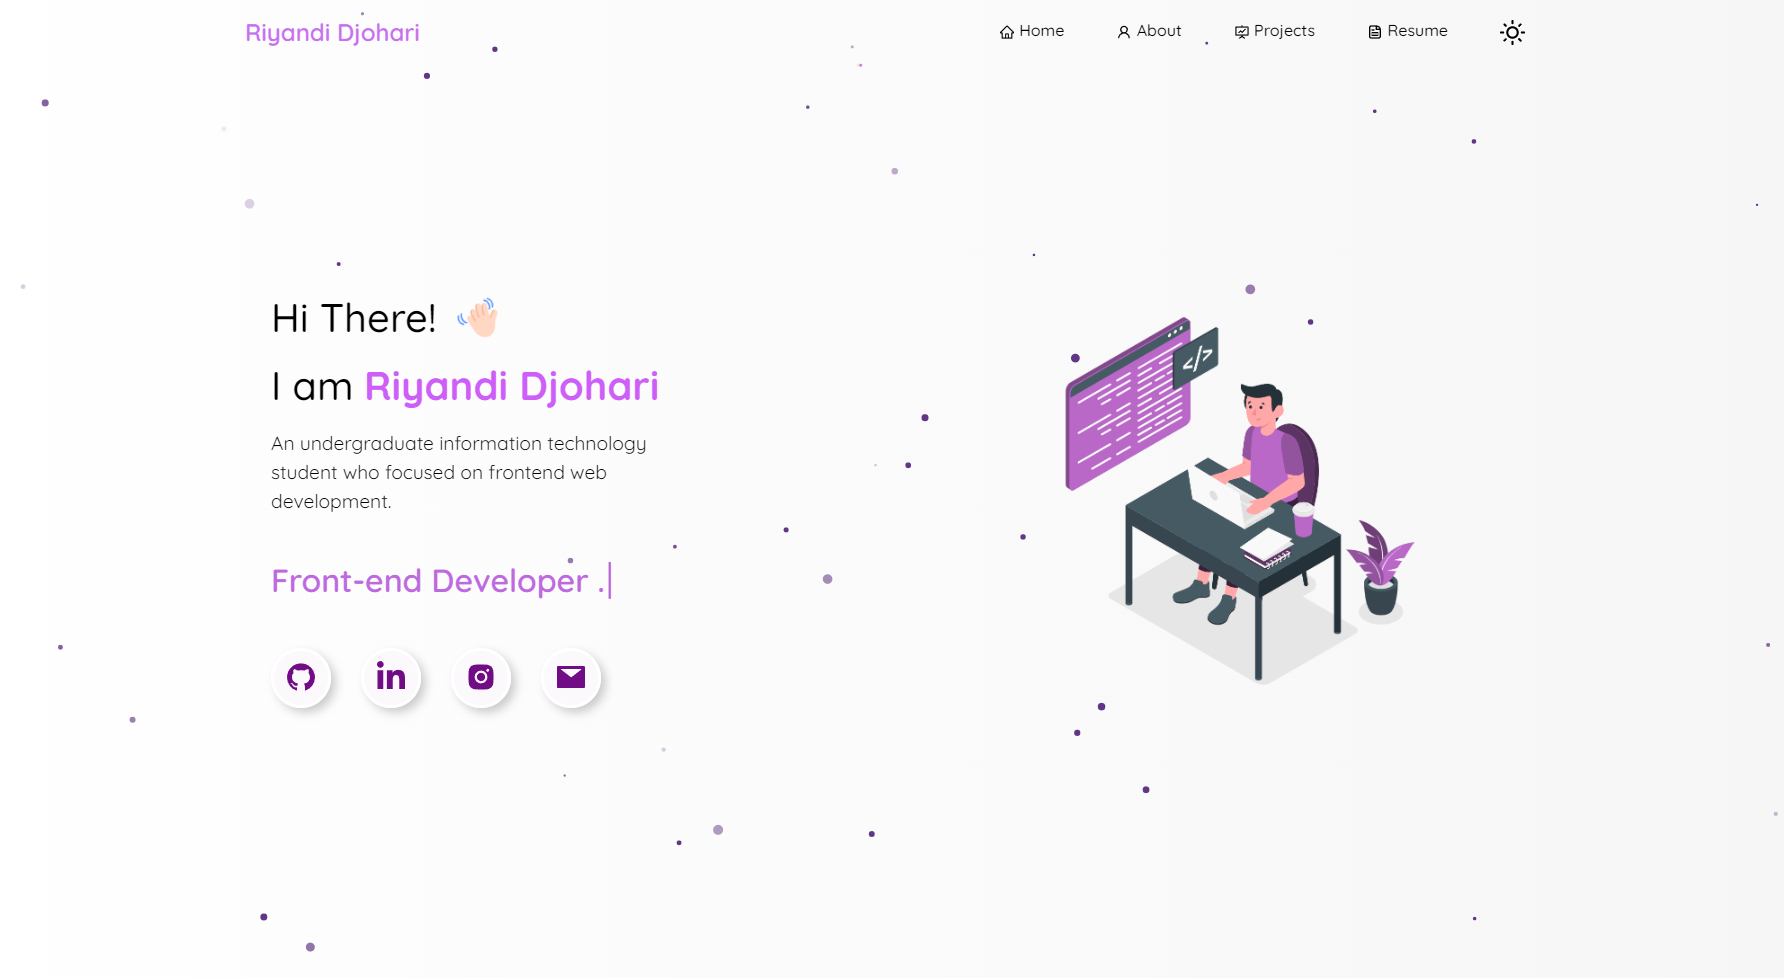 Riyandi Djohari
Home About Projects Resume
Hi There!
I am Riyandi Djohari
An undergraduate information technology
student who focused on frontend web
development.
</>
Front-end Developer .|